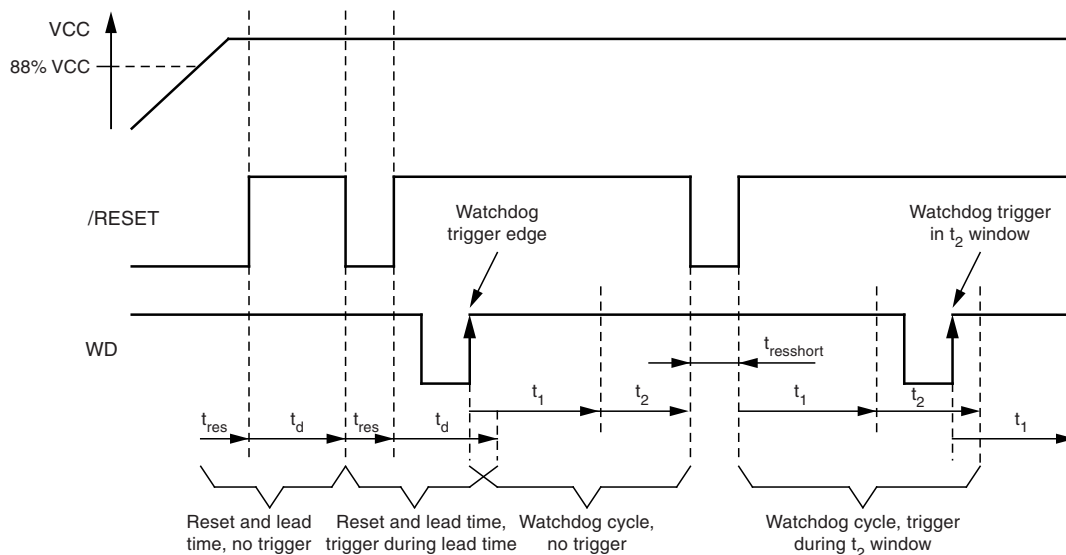 VCC
88% VCC
/RESET
Watchdog
trigger edge
Watchdog trigger
in t2 window
WD
tresshort
t1
t2
t1
t2
tres
td
tres
td
t1
Reset and lead
time, no trigger
Reset and lead time,
trigger during lead time
Watchdog cycle,
no trigger
Watchdog cycle, trigger
during t2 window